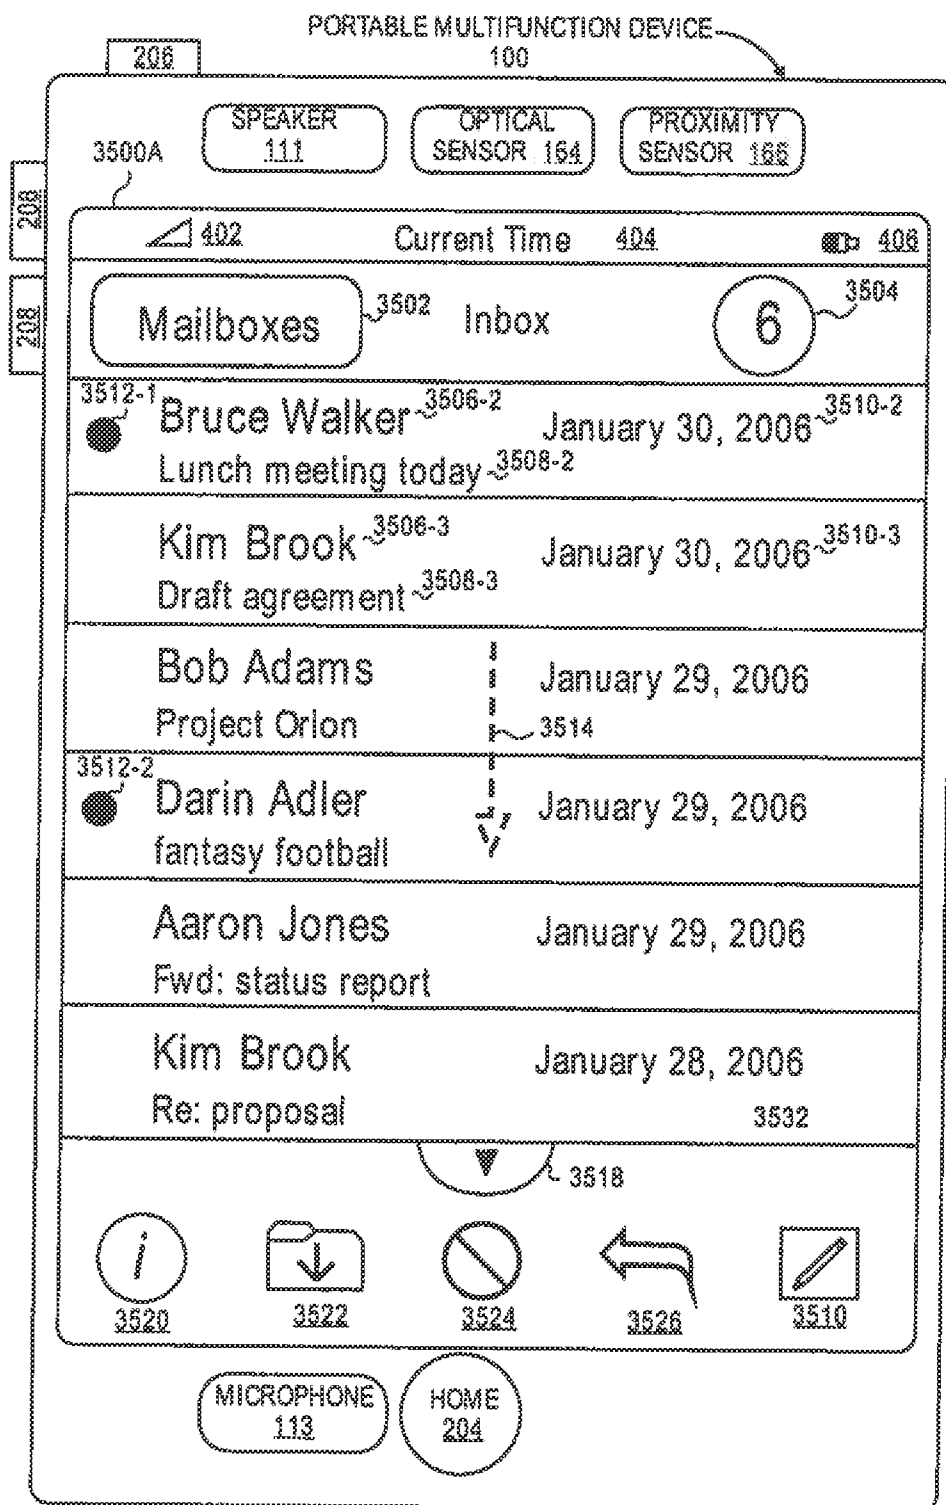 PORTABLE MULTIFUNCTION DEVICE
100
206
SPEAKER
111
OPTICAL
SENSOR 164
PROXIMITY
SENSOR 166
3500A
208
208
402 Current Time 404 406
Mailboxes 3502 Inbox 6 3504
3512-1 Bruce Walker 3506-2 January 30, 2006 3510-2
Lunch meeting today 3508-2
Kim Brook 3506-3 January 30, 2006 3510-3
Draft agreement 3508-3
Bob Adams January 29, 2006
Project Orion 3514
3512-2 Darin Adler January 29, 2006
fantasy football
Aaron Jones January 29, 2006
Fwd: status report
Kim Brook January 28, 2006
Re: proposal 3532
3518
i
3520 3522 3524 3526 3510
MICROPHONE
113
HOME
204